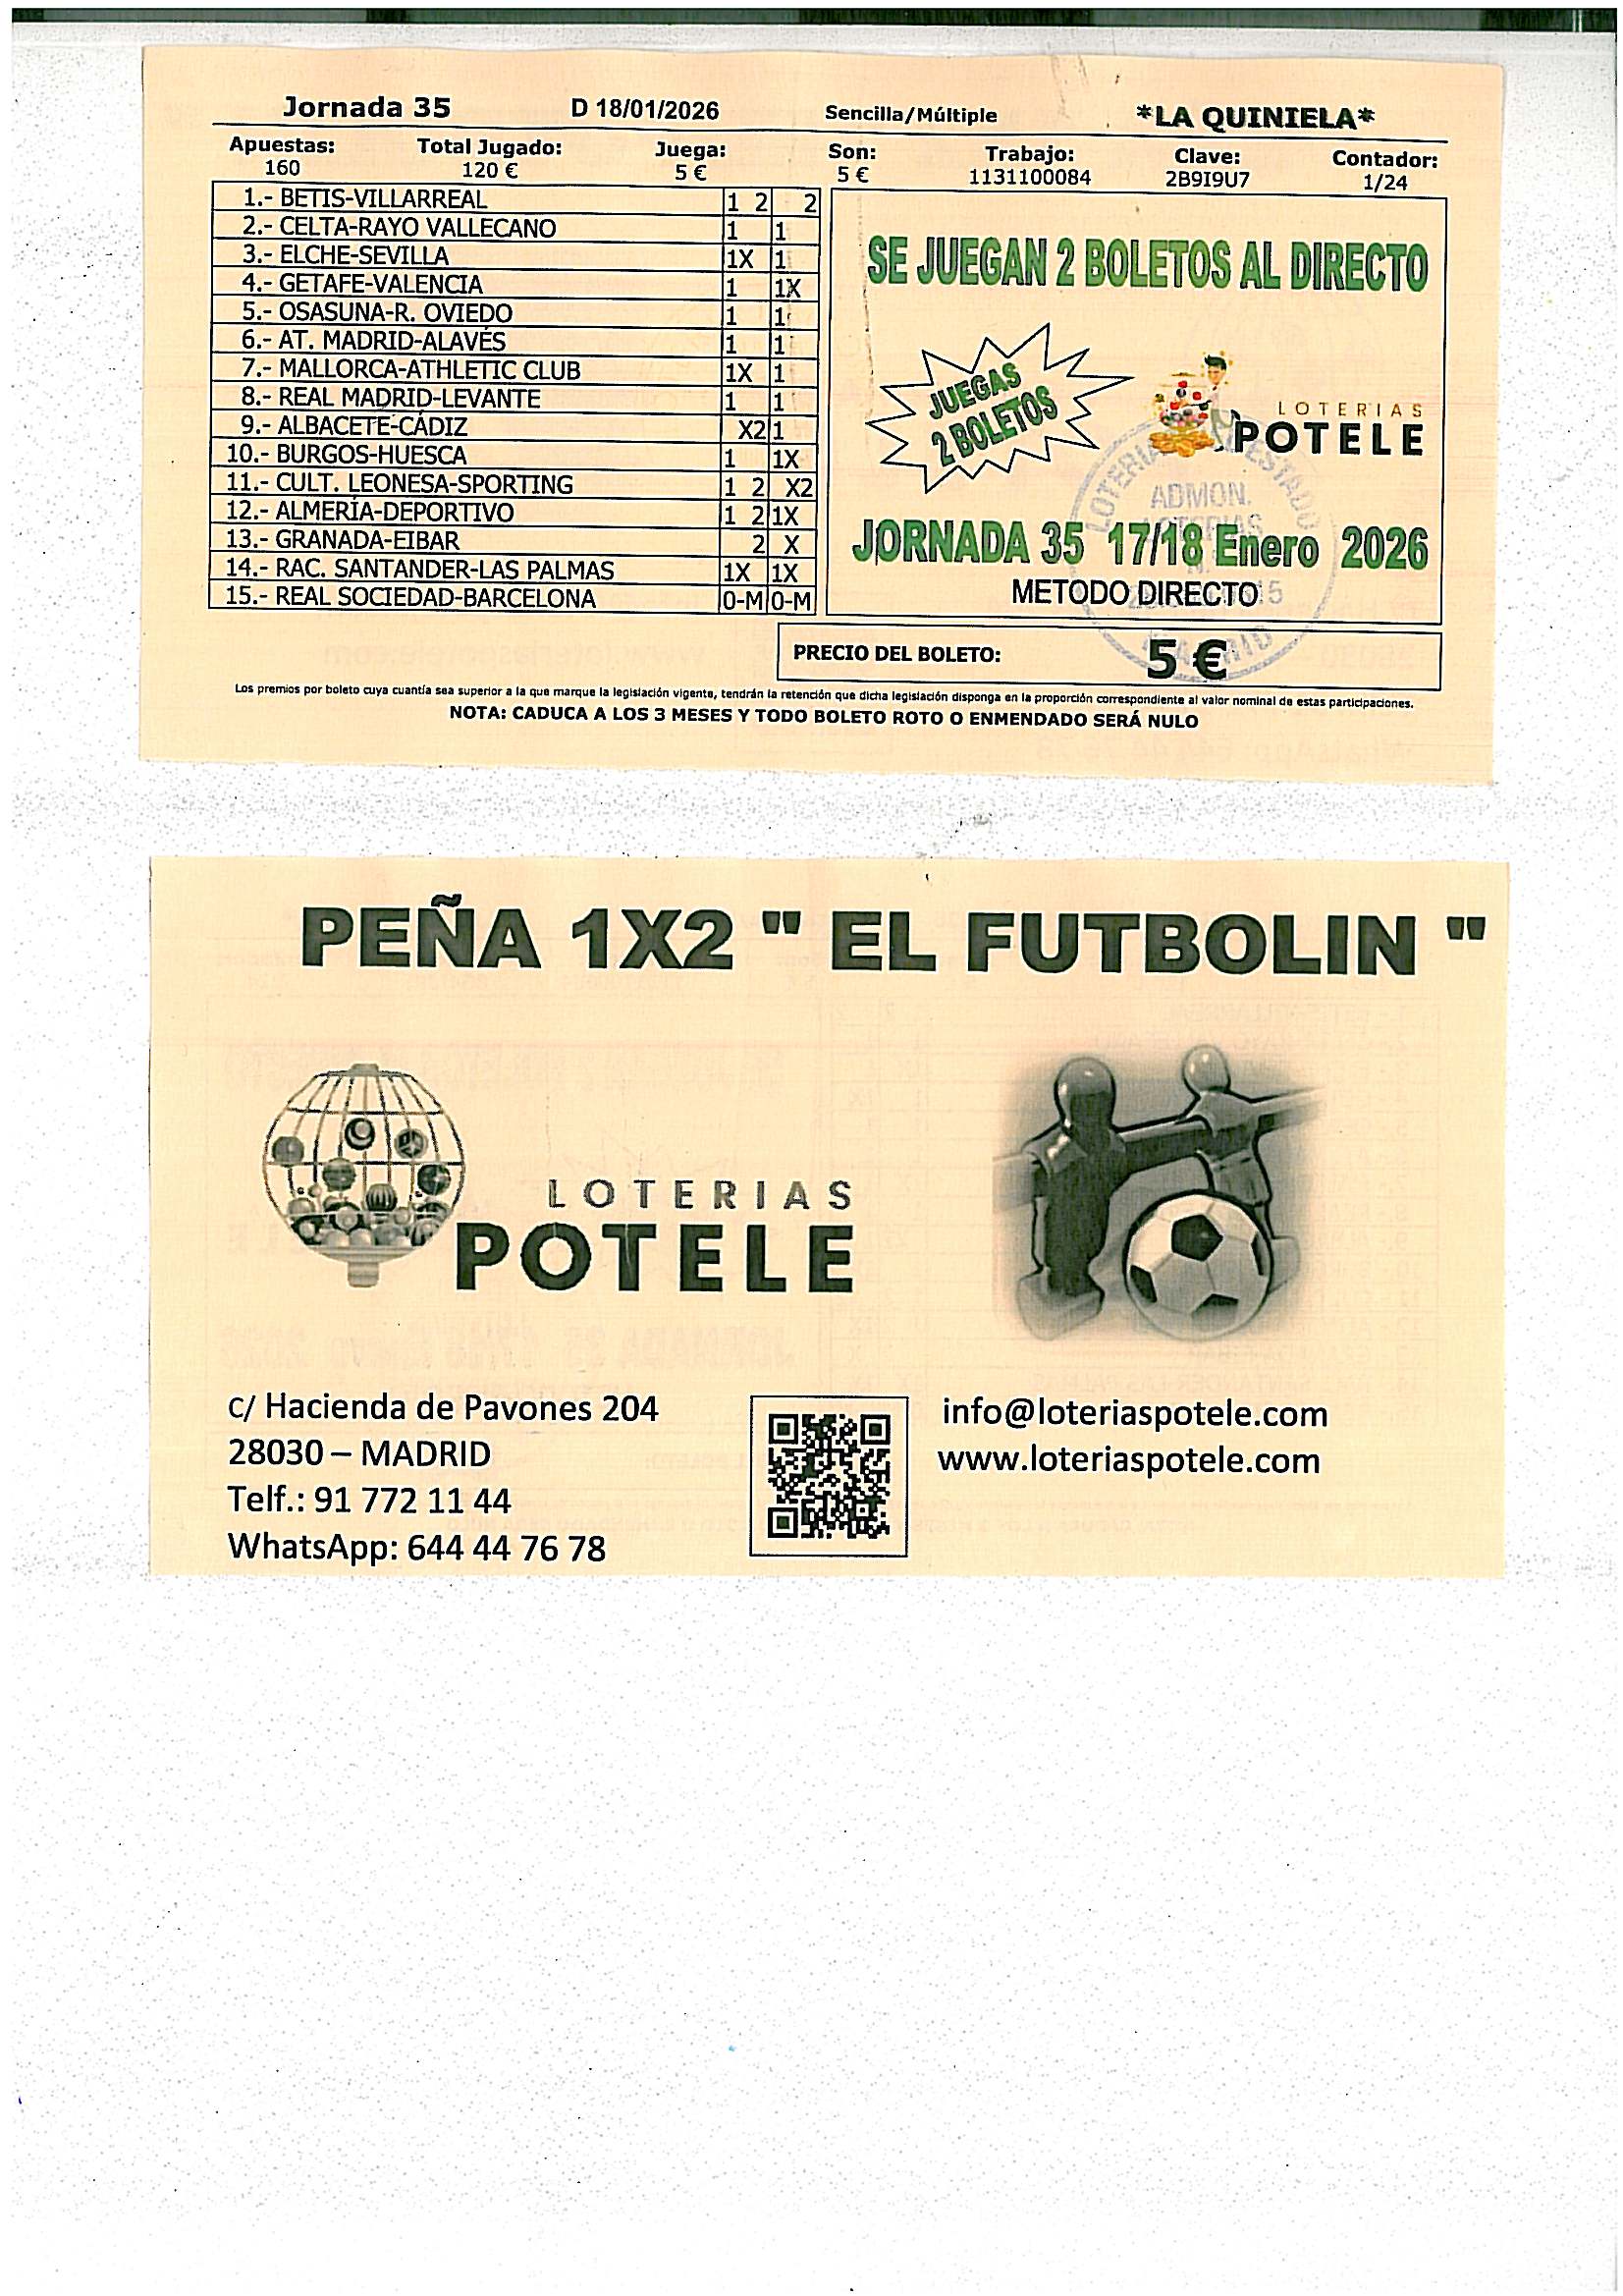 Jornada 35 D 18/01/2026 Sencilla/Múltiple *LA QUINIELA*
Apuestas: Total Jugado: Juega: Son: Trabajo: Clave: Contador:
160 120 € 5 € 5 € 1131100084 2B9I9U7 1/24
1.- BETIS-VILLARREAL 1 2 2
2.- CELTA-RAYO VALLECANO 1 1
3.- ELCHE-SEVILLA 1X 1
4.- GETAFE-VALENCIA 1 1X
5.- OSASUNA-R. OVIEDO 1 1
6.- AT. MADRID-ALAVÉS 1 1
7.- MALLORCA-ATHLETIC CLUB 1X 1
8.- REAL MADRID-LEVANTE 1 1
9.- ALBACETE-CÁDIZ X2 1
10.- BURGOS-HUESCA 1 1X
11.- CULT. LEONESA-SPORTING 1 2 X2
12.- ALMERÍA-DEPORTIVO 1 2 1X
13.- GRANADA-EIBAR 2 X
14.- RAC. SANTANDER-LAS PALMAS 1X 1X
15.- REAL SOCIEDAD-BARCELONA 0-M 0-M
SE JUEGAN 2 BOLETOS AL DIRECTO
JUEGAS
2 BOLETOS
LOTERIAS
POTELE
ADMON.
JORNADA 35 17/18 Enero 2026
METODO DIRECTO
PRECIO DEL BOLETO: 5 €
Los premios por boleto cuya cuantía sea superior a la que marque la legislación vigente, tendrán la retención que dicha legislación disponga en la proporción correspondiente al valor nominal de estas participaciones.
NOTA: CADUCA A LOS 3 MESES Y TODO BOLETO ROTO O ENMENDADO SERÁ NULO
PEÑA 1X2 " EL FUTBOLIN "
LOTERIAS
POTELE
c/ Hacienda de Pavones 204
28030 – MADRID
Telf.: 91 772 11 44
WhatsApp: 644 44 76 78
info@loteriaspotele.com
www.loteriaspotele.com